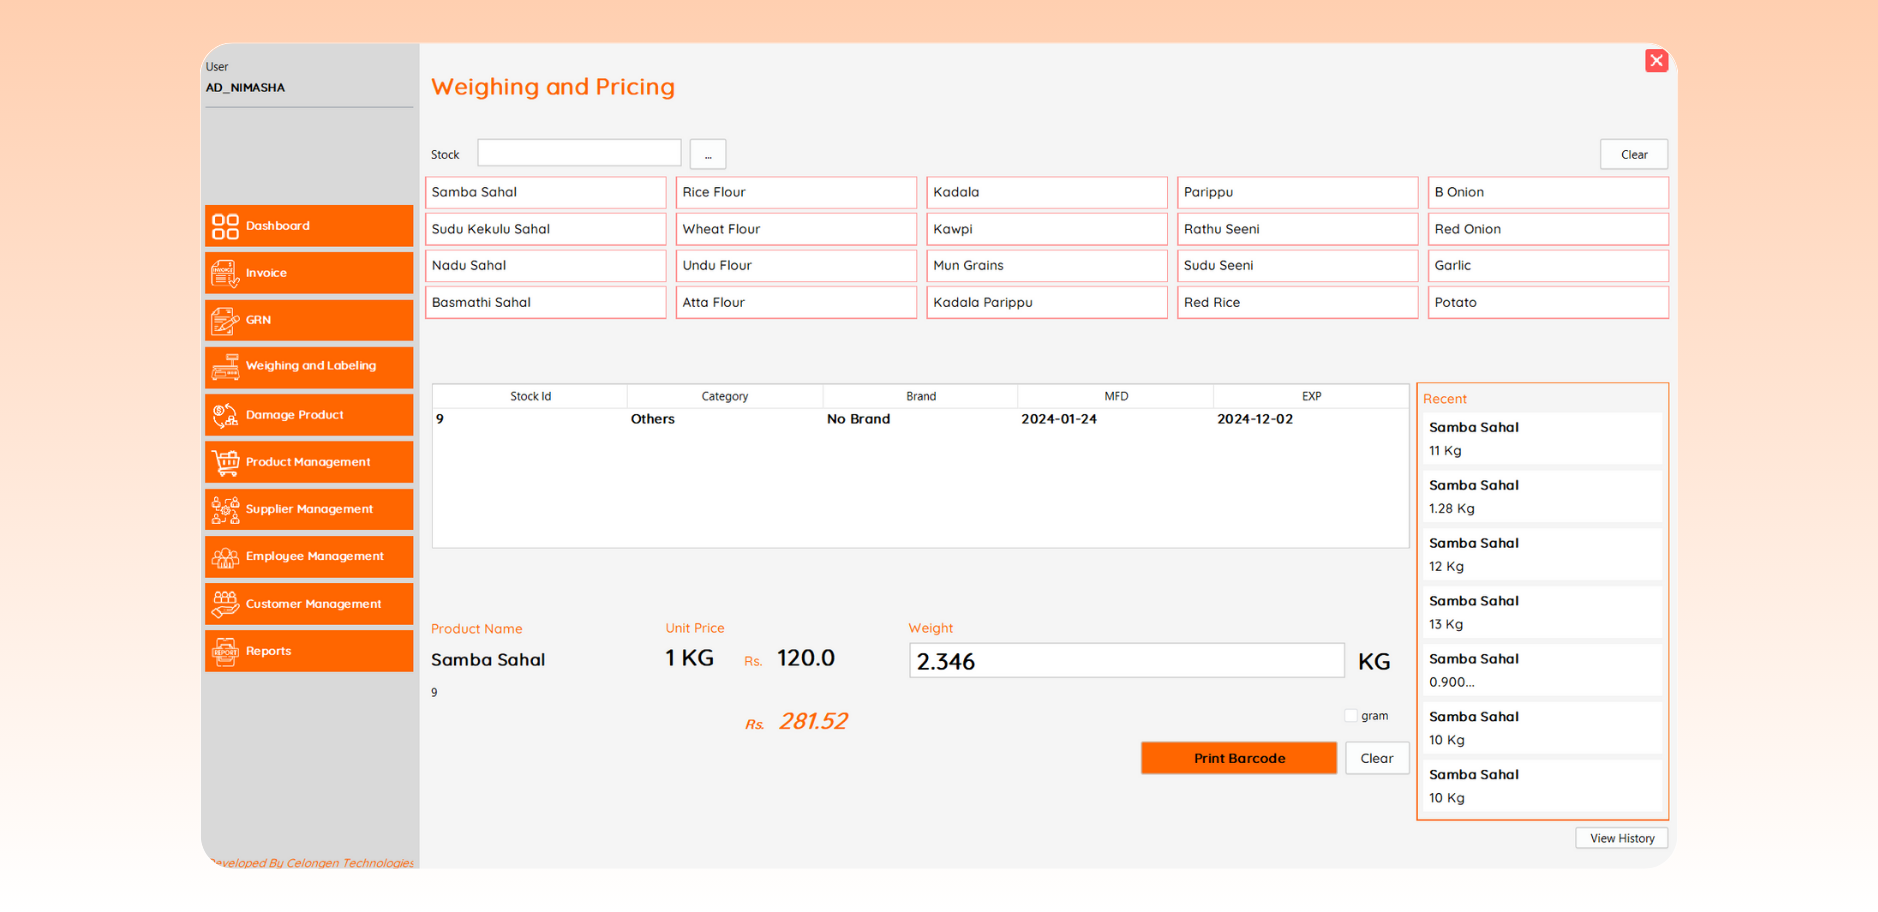 User
AD_NIMASHA
Dashboard
INVOICE
Invoice
GRN
Weighing and Labeling
Damage Product
Product Management
Supplier Management
Employee Management
Customer Management
REPORT
Reports
Developed By Celongen Technologies
Weighing and Pricing
Stock
...
Clear
Samba Sahal Rice Flour Kadala Parippu B Onion
Sudu Kekulu Sahal Wheat Flour Kawpi Rathu Seeni Red Onion
Nadu Sahal Undu Flour Mun Grains Sudu Seeni Garlic
Basmathi Sahal Atta Flour Kadala Parippu Red Rice Potato
Stock Id Category Brand MFD EXP
9 Others No Brand 2024-01-24 2024-12-02
Product Name Unit Price Weight
Samba Sahal 1 KG Rs. 120.0 2.346 KG
9
Rs. 281.52
gram
Print Barcode Clear
Recent
Samba Sahal
11 Kg
Samba Sahal
1.28 Kg
Samba Sahal
12 Kg
Samba Sahal
13 Kg
Samba Sahal
0.900...
Samba Sahal
10 Kg
Samba Sahal
10 Kg
View History